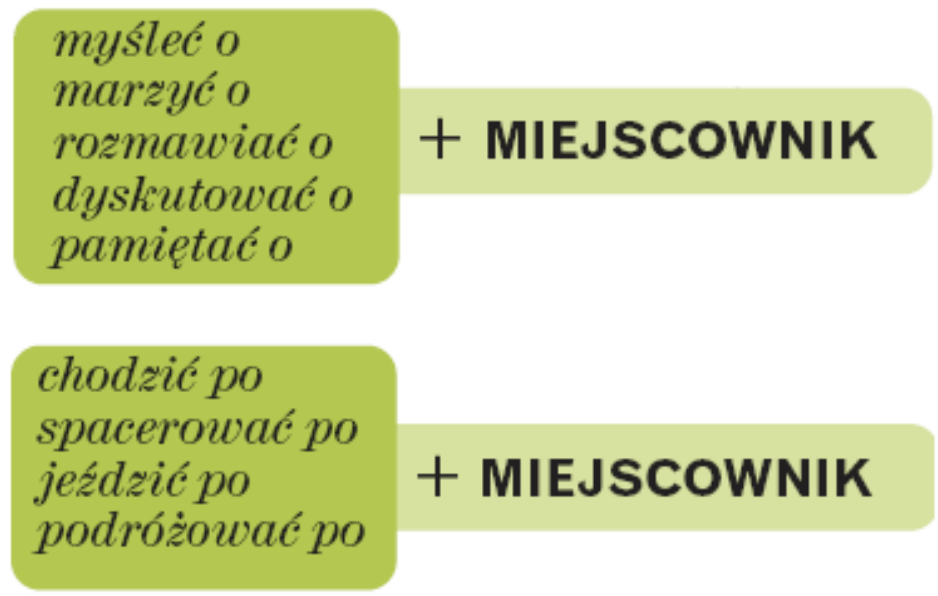 myśleć o
marzyć o
rozmawiać o
dyskutować o
pamiętać o
+ MIEJSCOWNIK
chodzić po
spacerować po
jeździć po
podróżować po
+ MIEJSCOWNIK